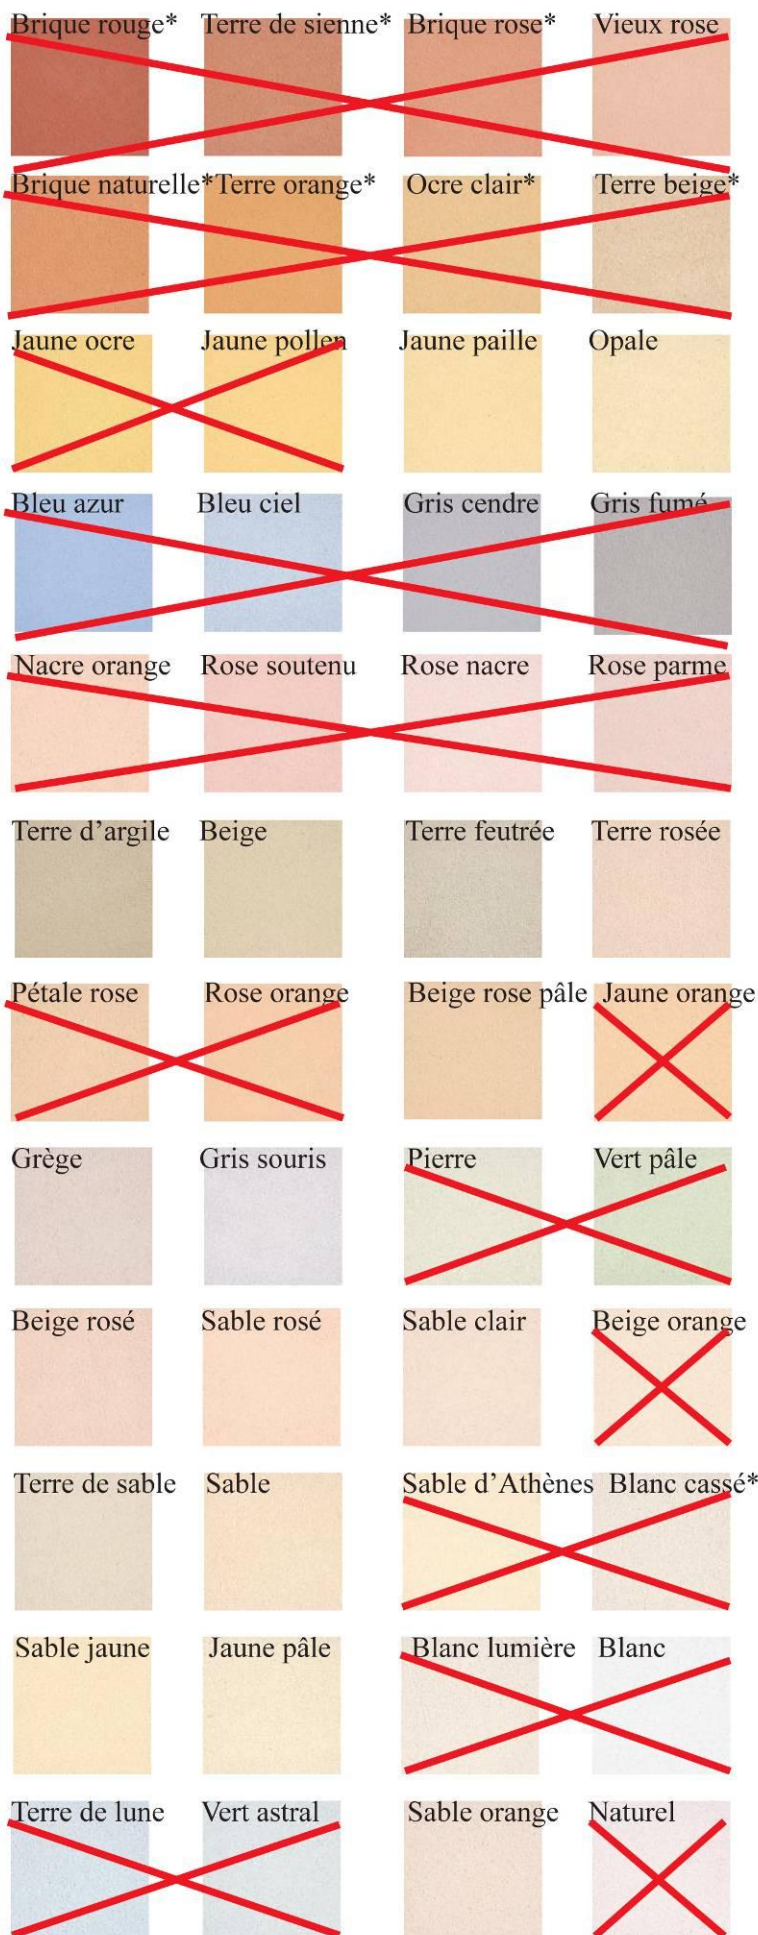 Brique rouge* Terre de sienne* Brique rose* Vieux rose
Brique naturelle* Terre orange* Ocre clair* Terre beige*
Jaune ocre Jaune pollen Jaune paille Opale
Bleu azur Bleu ciel Gris cendre Gris fumé
Nacre orange Rose soutenu Rose nacre Rose parme
Terre d'argile Beige Terre feutrée Terre rosée
Pétale rose Rose orange Beige rose pâle Jaune orange
Grège Gris souris Pierre Vert pâle
Beige rosé Sable rosé Sable clair Beige orange
Terre de sable Sable Sable d'Athènes Blanc cassé*
Sable jaune Jaune pâle Blanc lumière Blanc
Terre de lune Vert astral Sable orange Naturel